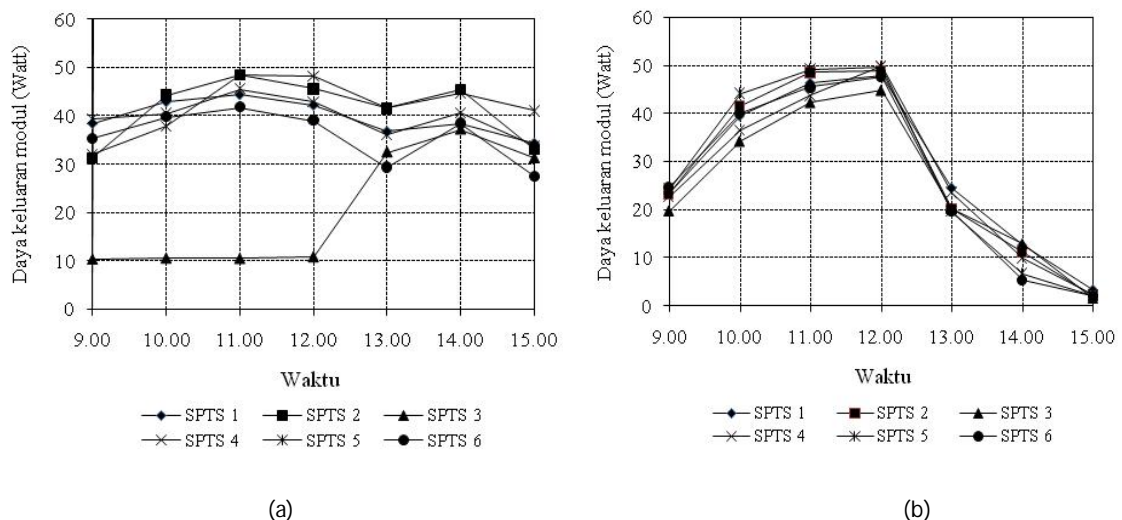 Daya keluaran modul (Watt)
60
50
40
30
20
10
0
9.00 10.00 11.00 12.00 13.00 14.00 15.00
Waktu
SPTS 1 SPTS 2 SPTS 3
SPTS 4 SPTS 5 SPTS 6
(a)
Daya keluaran modul (Watt)
60
50
40
30
20
10
0
9.00 10.00 11.00 12.00 13.00 14.00 15.00
Waktu
SPTS 1 SPTS 2 SPTS 3
SPTS 4 SPTS 5 SPTS 6
(b)